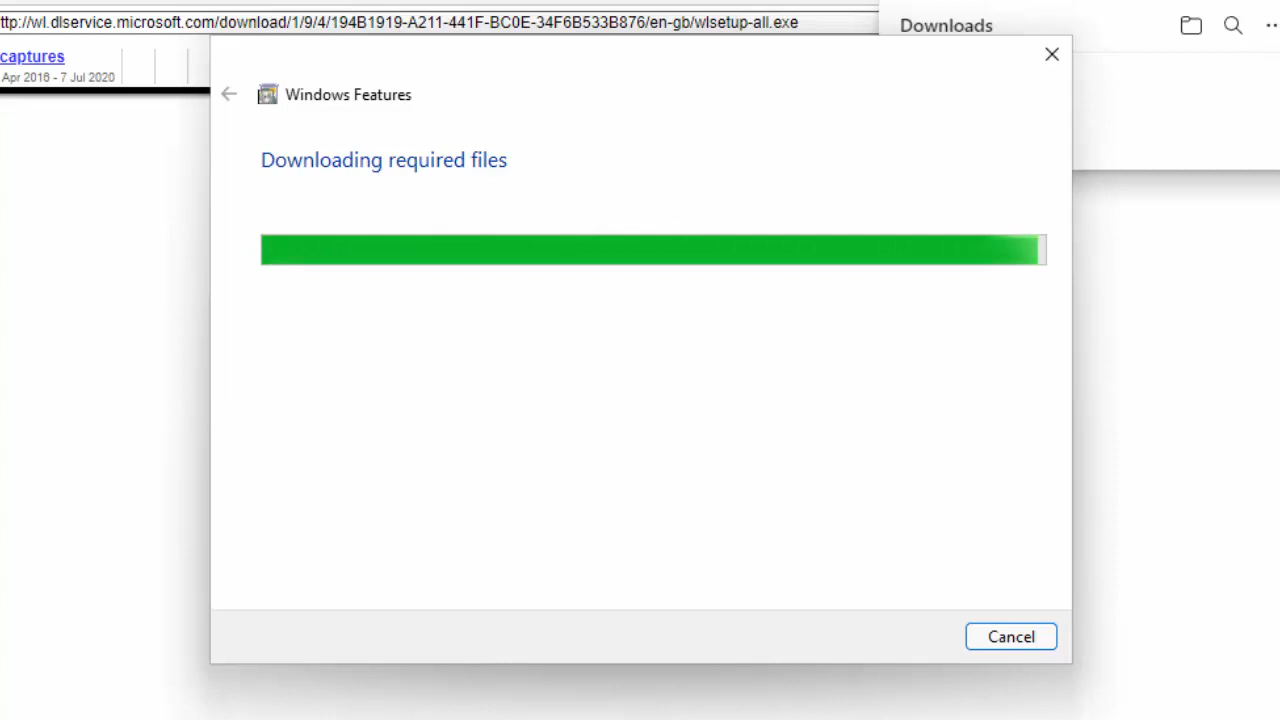 ttp://wl.dlservice.microsoft.com/download/1/9/4/194B1919-A211-441F-BC0E-34F6B533B876/en-gb/wlsetup-all.exe
Downloads
captures
Apr 2016 - 7 Jul 2020
Windows Features
Downloading required files
Cancel